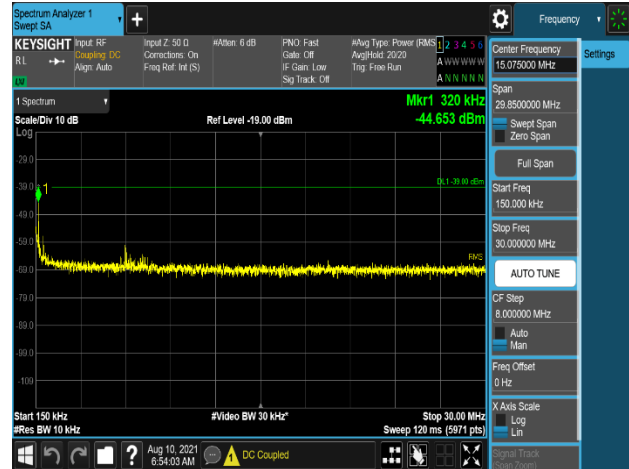 Spectrum Analyzer 1
Swept SA
Frequency
KEYSIGHT
Input: RF
Coupling: DC
Align: Auto
Input Z: 50 Ω
Corrections: On
Freq Ref: Int (S)
#Atten: 6 dB
PNO: Fast
Gate: Off
IF Gain: Low
Sig Track: Off
#Avg Type: Power (RMS
Avg|Hold: 20/20
Trig: Free Run
1 2 3 4 5 6
A W W W W W
A N N N N N
RL
LVI
1 Spectrum
Scale/Div 10 dB
Ref Level -19.00 dBm
Mkr1 320 kHz
-44.653 dBm
Log
-29.0
-39.0
1
DL1 -39.00 dBm
-49.0
-59.0
RMS
-69.0
-79.0
-89.0
-99.0
-109
Start 150 kHz
#Video BW 30 kHz*
Stop 30.00 MHz
#Res BW 10 kHz
Sweep 120 ms (5971 pts)
Aug 10, 2021
6:54:03 AM
DC Coupled
Center Frequency
15.075000 MHz
Settings
Span
29.8500000 MHz
Swept Span
Zero Span
Full Span
Start Freq
150.000 kHz
Stop Freq
30.000000 MHz
AUTO TUNE
CF Step
8.000000 MHz
Auto
Man
Freq Offset
0 Hz
X Axis Scale
Log
Lin
Signal Track
(Span Zoom)